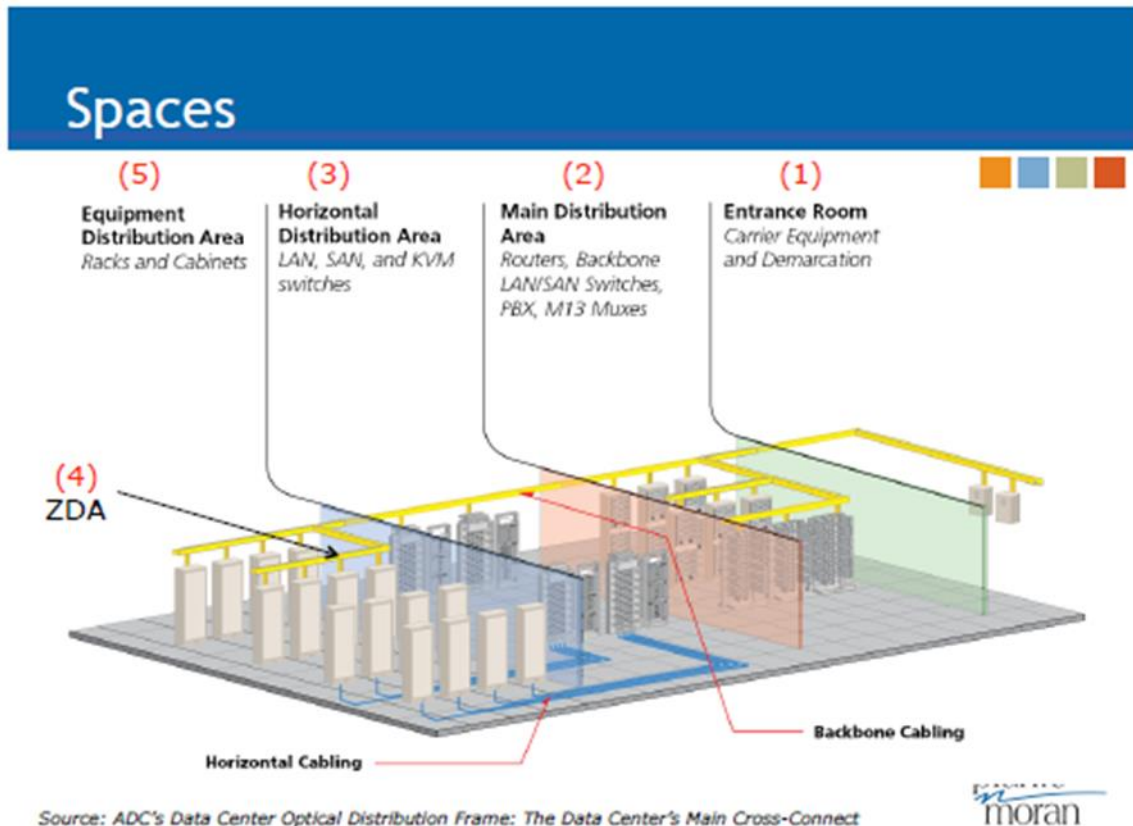 Spaces
(5)
Equipment
Distribution Area
Racks and Cabinets
(3)
Horizontal
Distribution Area
LAN, SAN, and KVM
switches
(2)
Main Distribution
Area
Routers, Backbone
LAN/SAN Switches,
PBX, M13 Muxes
(1)
Entrance Room
Carrier Equipment
and Demarcation
(4)
ZDA
Backbone Cabling
Horizontal Cabling
Source: ADC's Data Center Optical Distribution Frame: The Data Center's Main Cross-Connect
moran